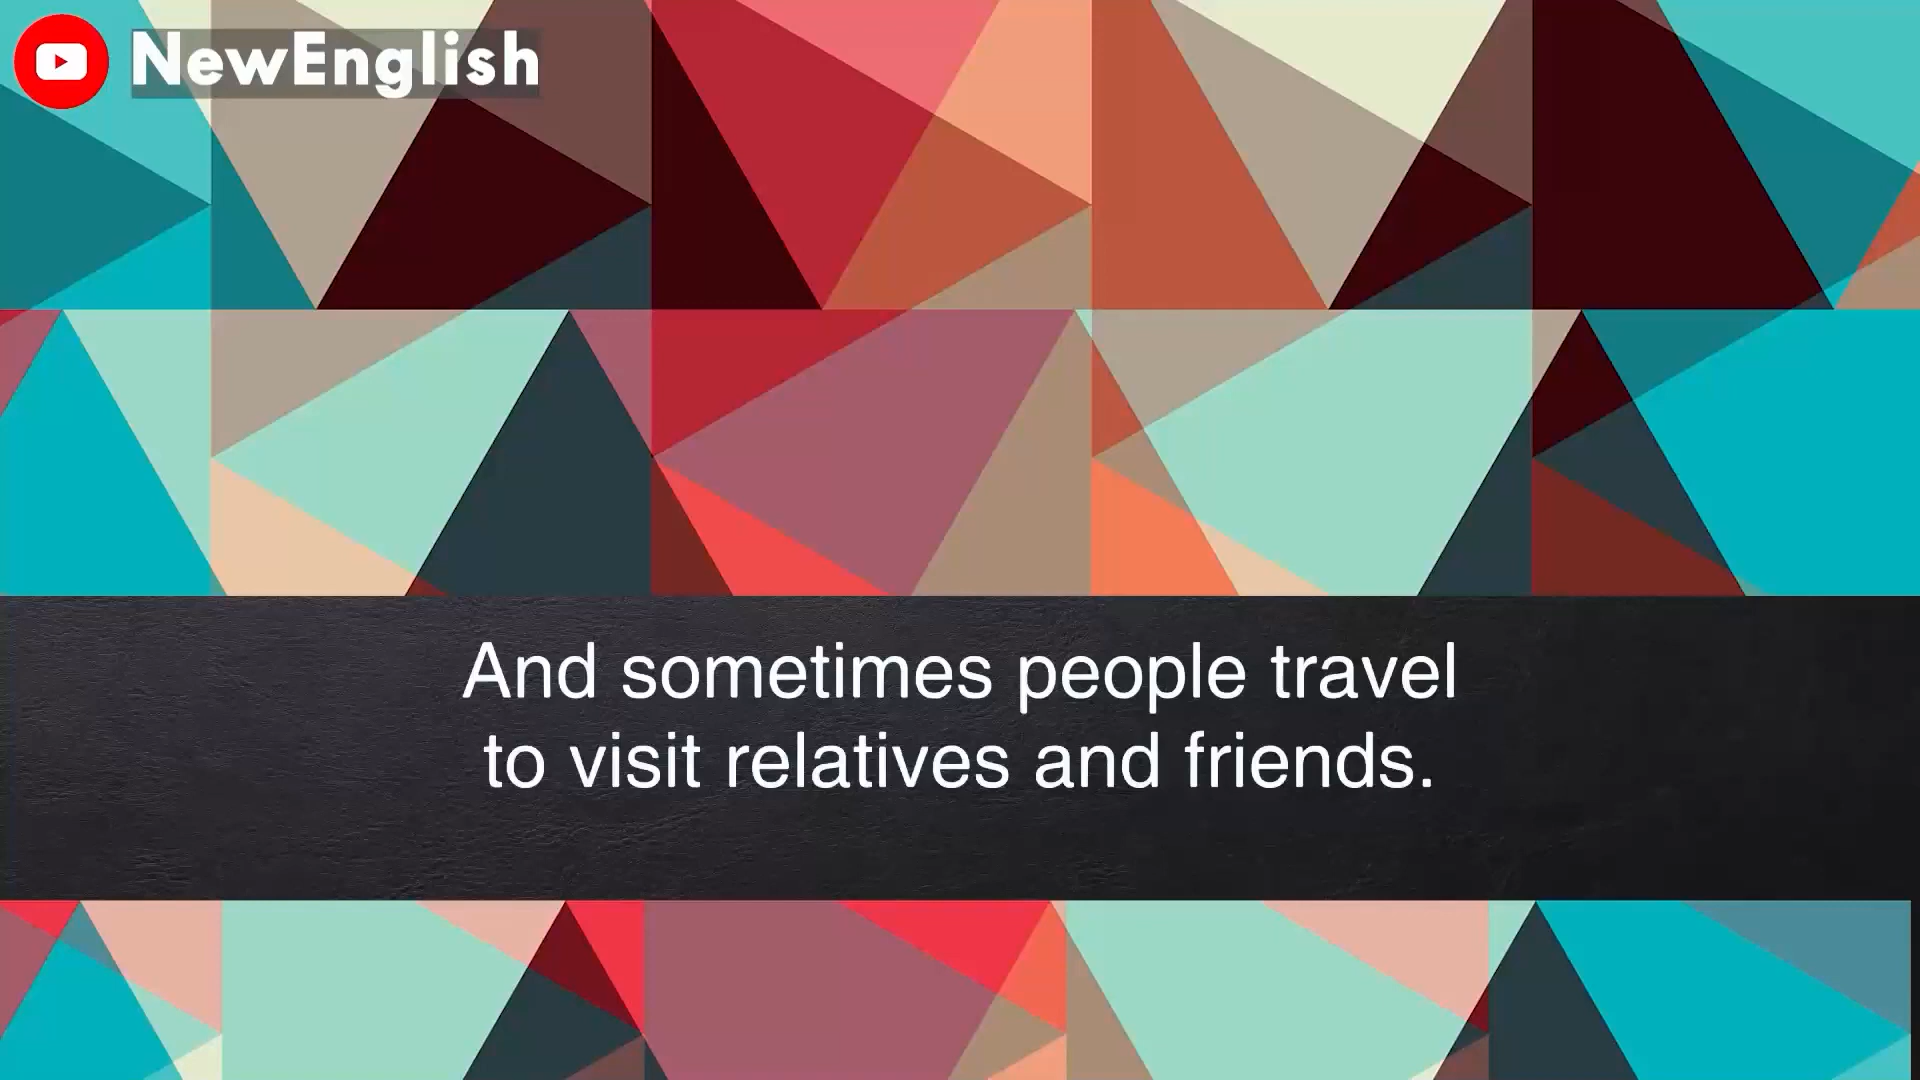 NewEnglish
And sometimes people travel
to visit relatives and friends.